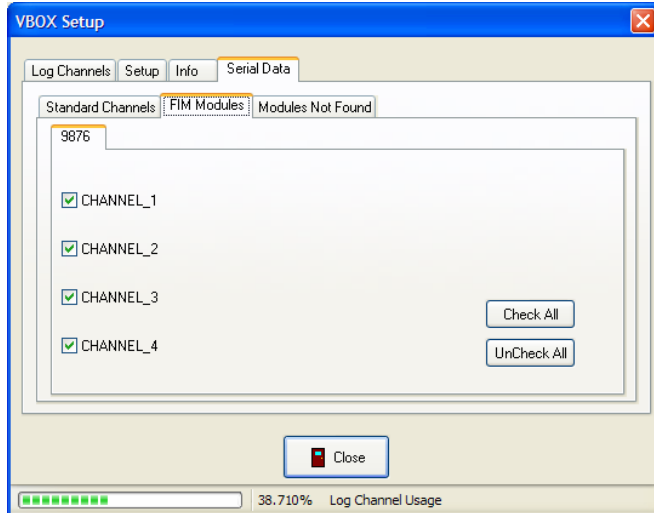 VBOX Setup
Log Channels Setup Info Serial Data
Standard Channels FIM Modules Modules Not Found
9876
CHANNEL_1
CHANNEL_2
CHANNEL_3
Check All
CHANNEL_4
UnCheck All
Close
38.710% Log Channel Usage